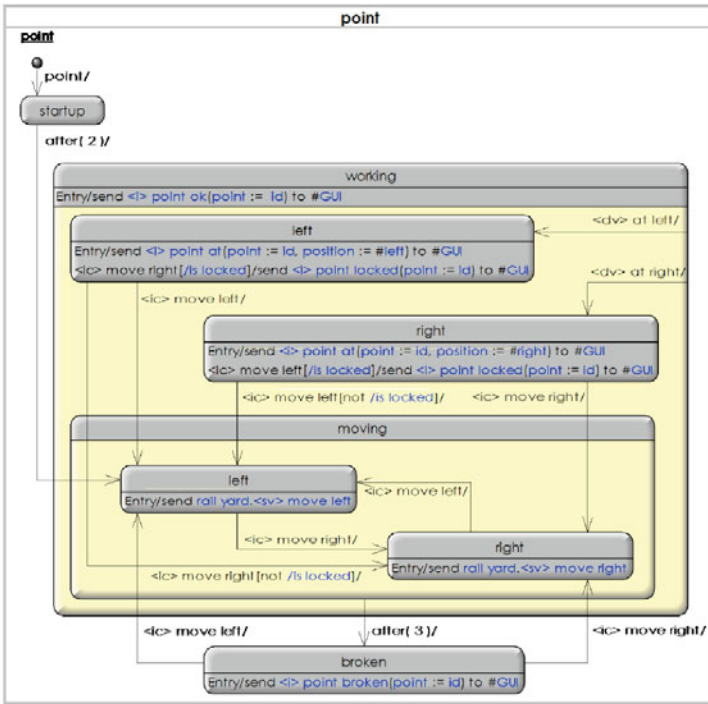 point
point
point/
startup
after( 2 )/
working
Entry/send <i> point ok(point := id) to #GUI
<dv> at left/
left
Entry/send <i> point at(point := id, position := #left) to #GUI
<ic> move right[/is locked]/send <i> point locked(point := id) to #GUI
<dv> at right/
<ic> move left/
right
Entry/send <i> point at(point := id, position := #right) to #GUI
<ic> move left[/is locked]/send <i> point locked(point := id) to #GUI
<ic> move left[not /is locked]/
<ic> move right/
moving
left
Entry/send rail yard.<sv> move left
<ic> move left/
<ic> move right/
right
Entry/send rail yard.<sv> move right
<ic> move right[not /is locked]/
<ic> move left/
after( 3 )/
<ic> move right/
broken
Entry/send <i> point broken(point := id) to #GUI